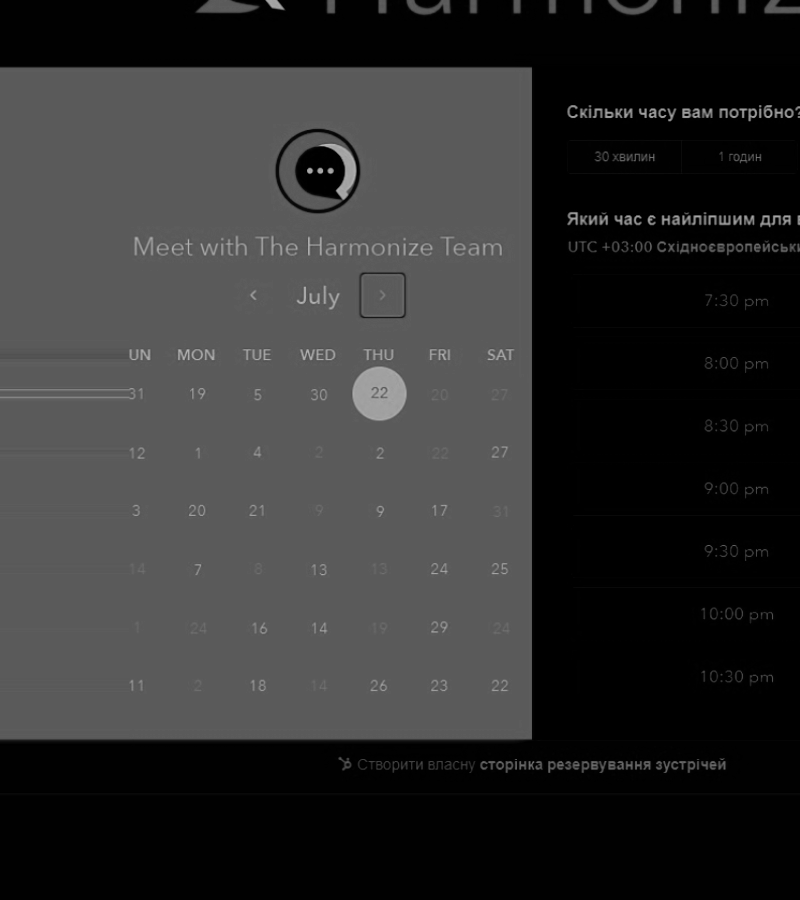 Harmoniz
Meet with The Harmonize Team
July
UN MON TUE WED THU FRI SAT
31 19 5 30 22 20 27
12 1 4 2 2 22 27
3 20 21 9 9 17 31
14 7 8 13 13 24 25
1 24 16 14 19 29 24
11 2 18 14 26 23 22
Скільки часу вам потрібно?
30 хвилин 1 годин
Який час є найліпшим для
UTC +03:00 Східноєвропейськи
7:30 pm
8:00 pm
8:30 pm
9:00 pm
9:30 pm
10:00 pm
10:30 pm
Створити власну сторінка резервування зустрічей